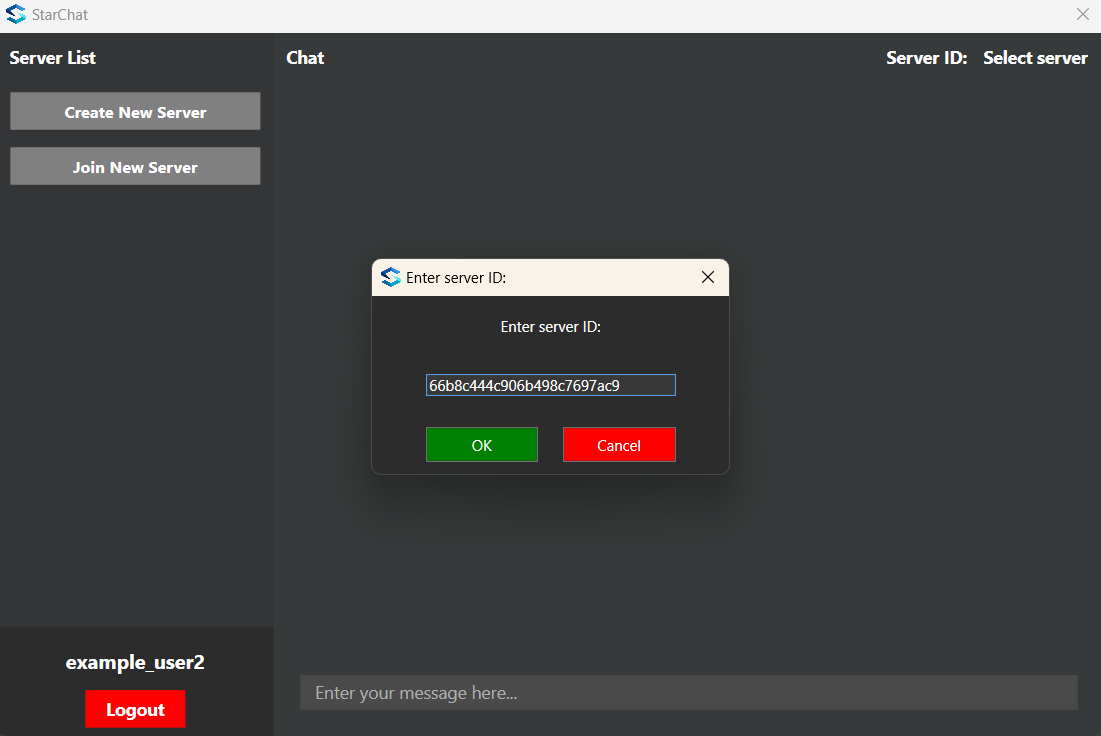 StarChat
Server List
Chat
Server ID: Select server
Create New Server
Join New Server
Enter server ID:
Enter server ID:
66b8c444c906b498c7697ac9
OK
Cancel
example_user2
Logout
Enter your message here...